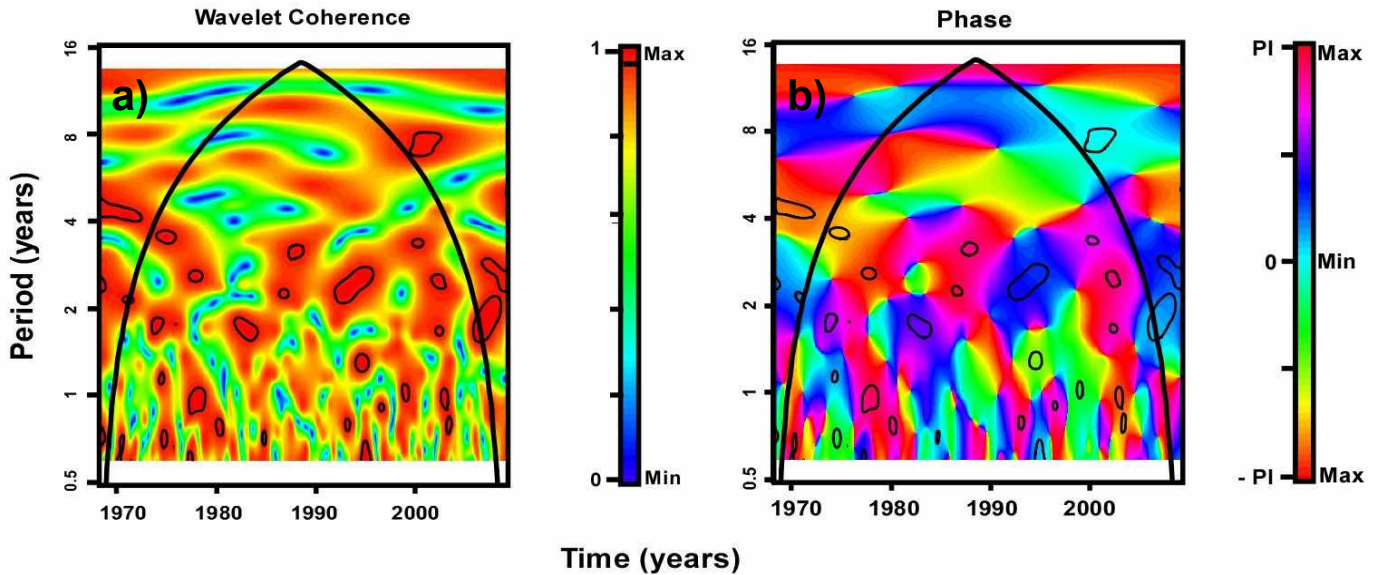 Wavelet Coherence
Phase
a)
b)
Period (years)
16
8
4
2
1
0.5
1970 1980 1990 2000
1 Max
0 Min
16
8
4
2
1
0.5
1970 1980 1990 2000
PI Max
0 Min
- PI Max
Time (years)